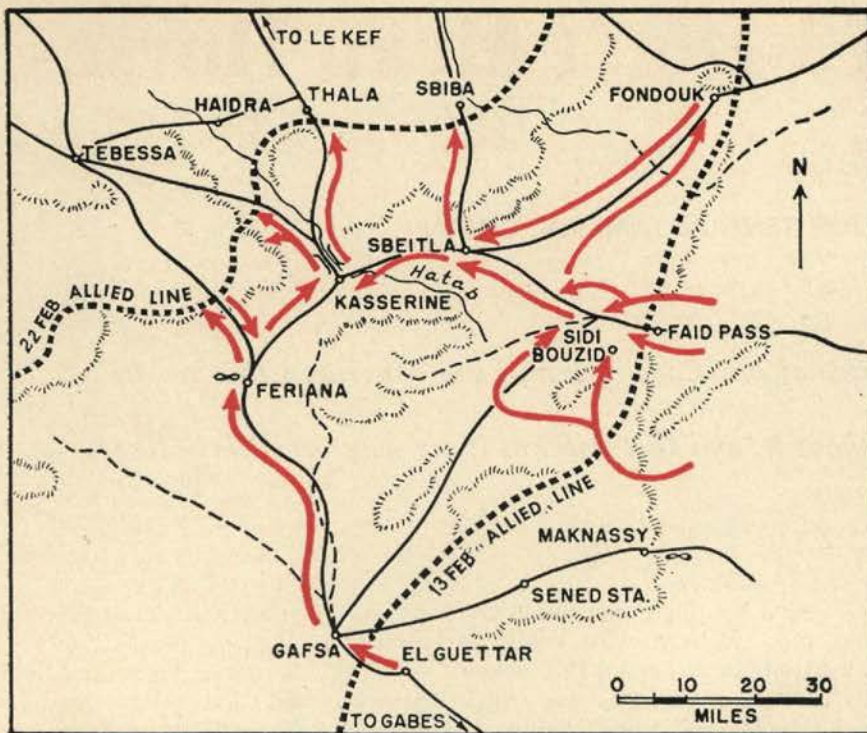 TO LE KEF
SBIBA
THALA
FONDOUK
HAIDRA
TEBESSA
N
SBEITLA
Hatab
KASSERINE
22 FEB ALLIED LINE
FAID PASS
SIDI
BOUZID
FERIANA
13 FEB ALLIED LINE
MAKNASSY
SENED STA.
GAFSA
EL GUETTAR
TO GABES
0 10 20 30
MILES